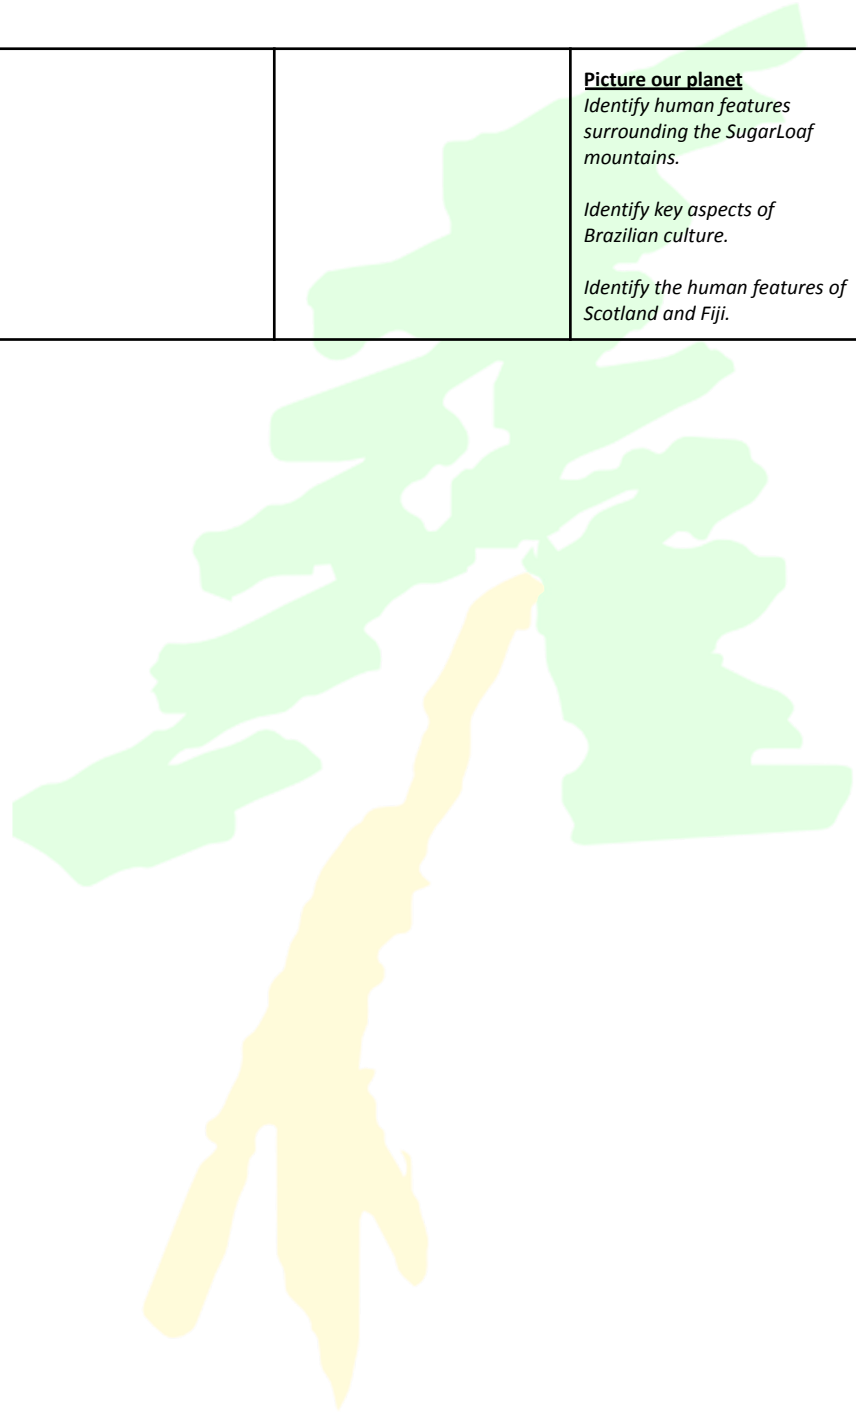 Picture our planet
Identify human features
surrounding the SugarLoaf
mountains.
Identify key aspects of
Brazilian culture.
Identify the human features of
Scotland and Fiji.